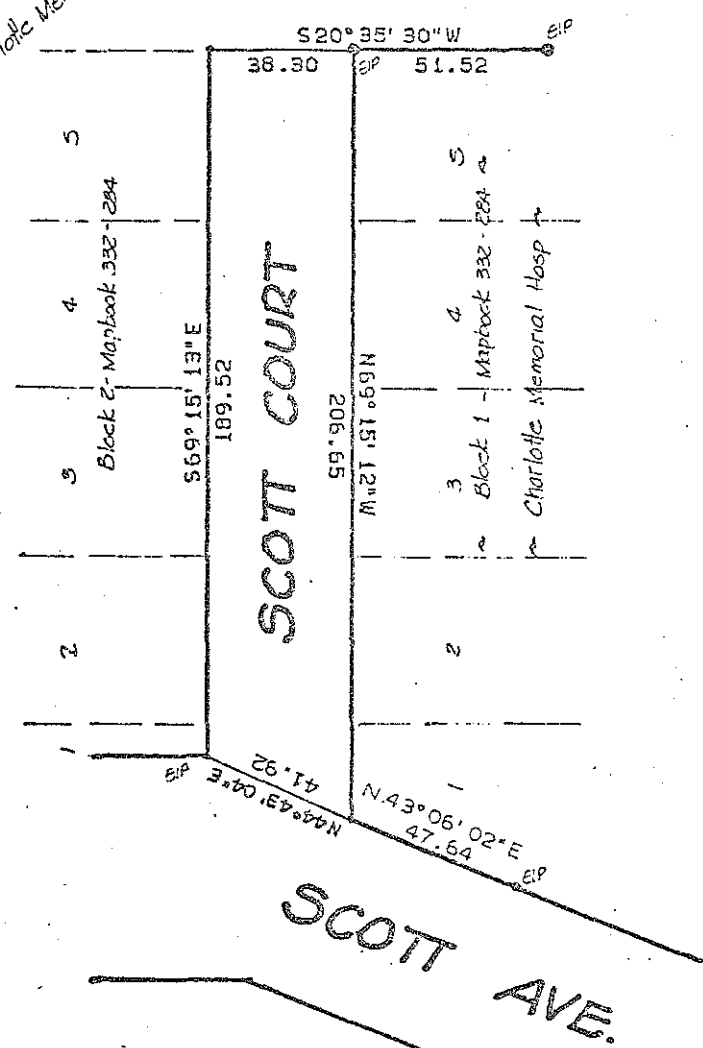 S20°35'30"W
EIP
38.30
EIP
51.52
5
4
3
2
1
Block 2-Mapbook 332-284
S69°15'13"E
189.52
SCOTT COURT
N69°15'12"W
206.65
5
4
3
2
1
Block 1 - Mapbook 332-284
Charlotte Memorial Hosp
EIP
41.92
N44°43'04"E
N.43°06'02"E
47.64
EIP
SCOTT AVE.